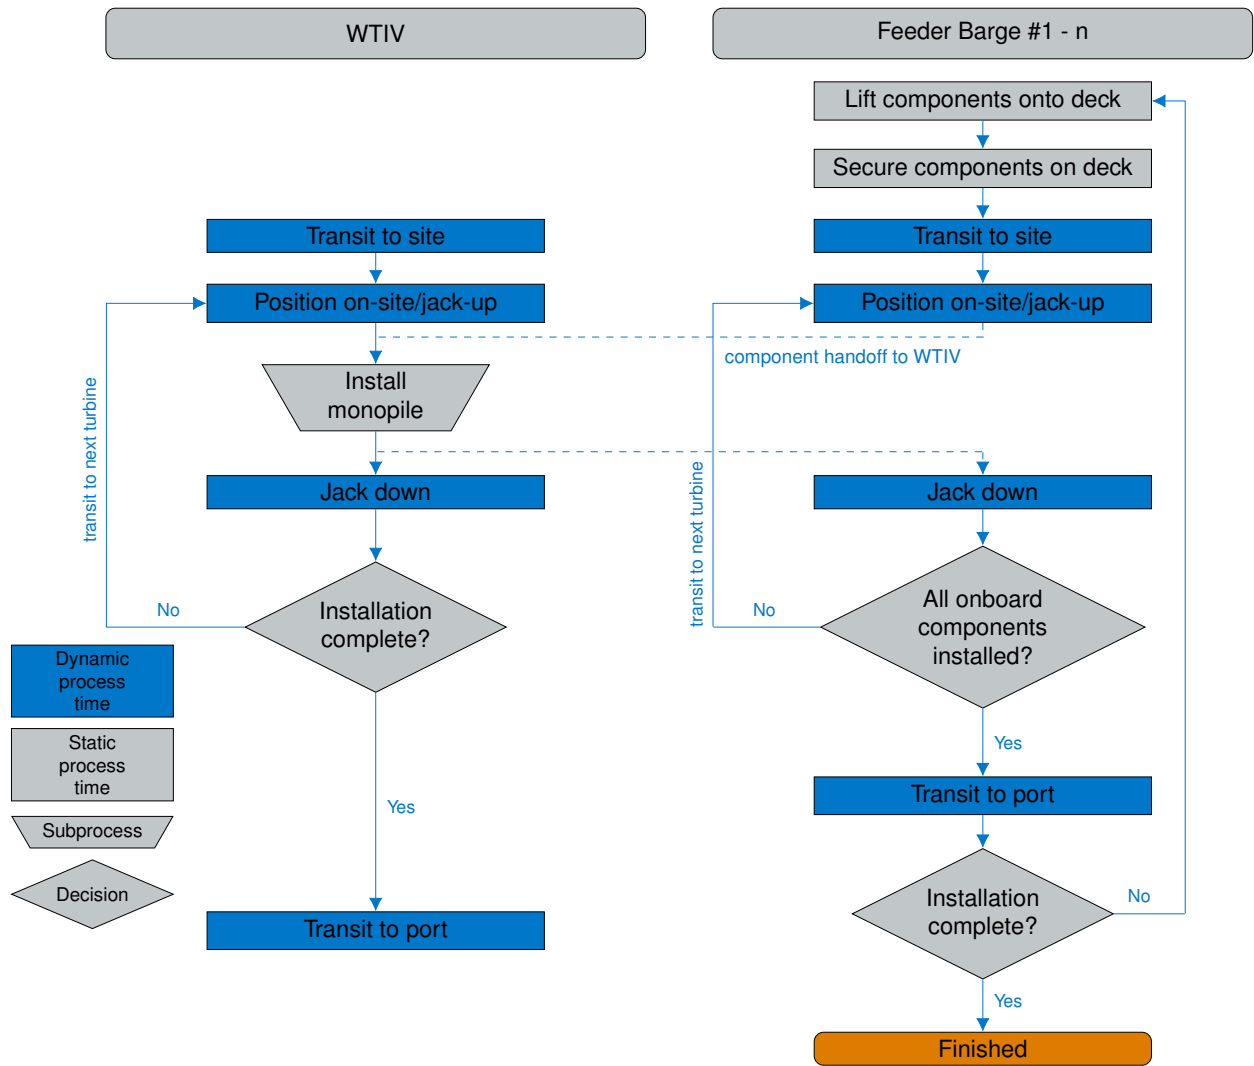 WTIV
Feeder Barge #1 - n
Lift components onto deck
Secure components on deck
Transit to site
Transit to site
Position on-site/jack-up
Position on-site/jack-up
component handoff to WTIV
Install
monopile
transit to next turbine
transit to next turbine
Jack down
Jack down
No
Installation
complete?
No
All onboard
components
installed?
Dynamic
process
time
Static
process
time
Subprocess
Decision
Yes
Yes
Transit to port
Transit to port
Installation
complete?
No
Yes
Finished